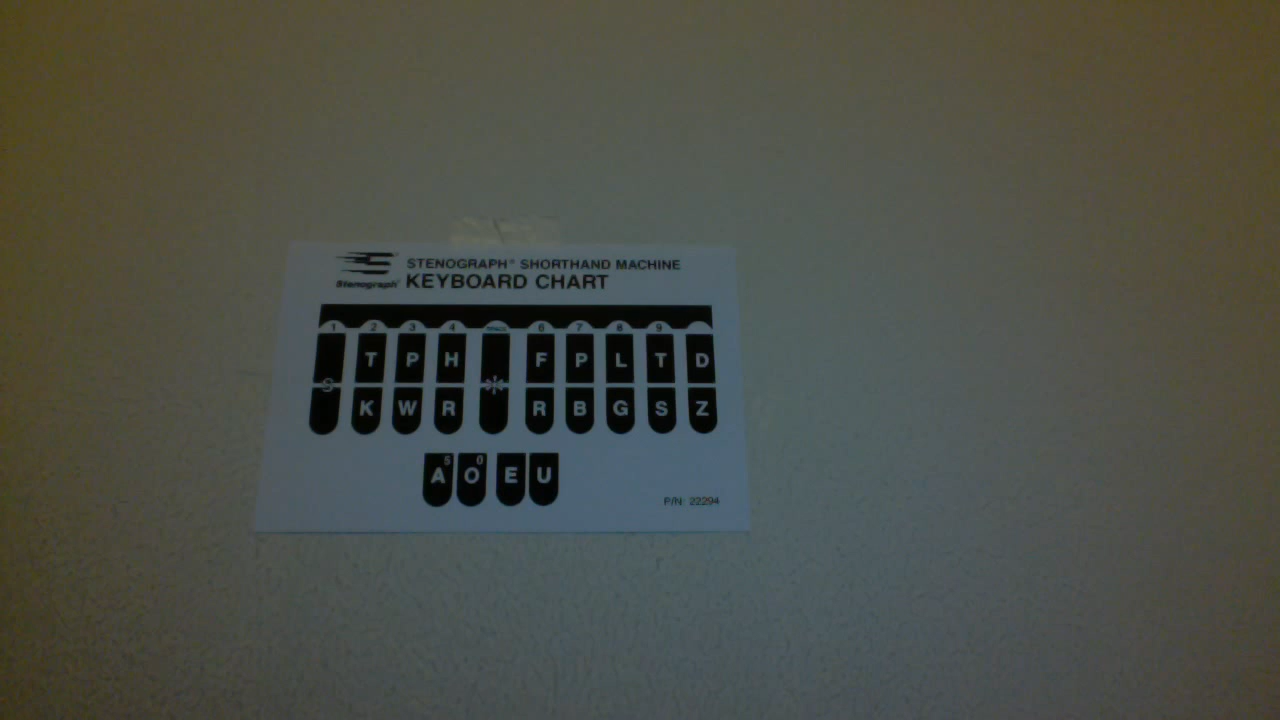 STENOGRAPH® SHORTHAND MACHINE
Stenograph® KEYBOARD CHART
1 2 3 4 6 7 8 9
T P H F P L T D
S *
K W R R B G S Z
5 0
A O E U
P/N 22294